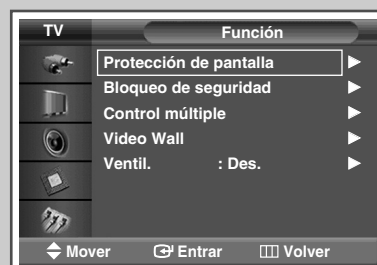 TV Función
Protección de pantalla
Bloqueo de seguridad
Control múltiple
Video Wall
Ventil. : Des.
Mover Entrar Volver